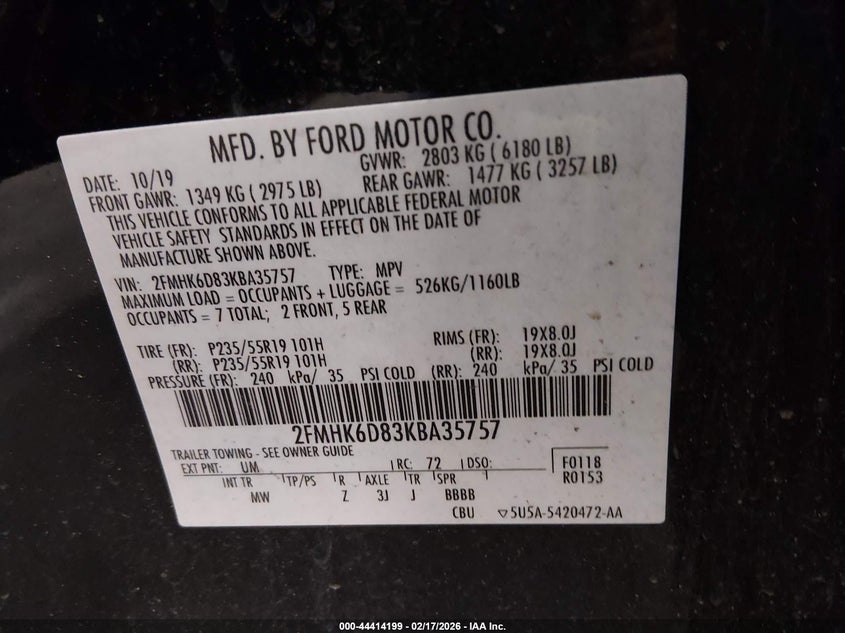 MFD. BY FORD MOTOR CO.
DATE: 10/19 GVWR: 2803 KG ( 6180 LB)
FRONT GAWR: 1349 KG ( 2975 LB) REAR GAWR: 1477 KG ( 3257 LB)
THIS VEHICLE CONFORMS TO ALL APPLICABLE FEDERAL MOTOR
VEHICLE SAFETY STANDARDS IN EFFECT ON THE DATE OF
MANUFACTURE SHOWN ABOVE.
VIN: 2FMHK6D83KBA35757 TYPE: MPV
MAXIMUM LOAD = OCCUPANTS + LUGGAGE = 526KG/1160LB
OCCUPANTS = 7 TOTAL; 2 FRONT, 5 REAR
TIRE (FR): P235/55R19 101H RIMS (FR): 19X8.0J
(RR): P235/55R19 101H (RR): 19X8.0J
PRESSURE (FR): 240 kPa/ 35 PSI COLD (RR): 240 kPa/ 35 PSI COLD
2FMHK6D83KBA35757
TRAILER TOWING - SEE OWNER GUIDE
EXT PNT: UM RC: 72 DSO: F0118
INT TR TP/PS R AXLE TR SPR R0153
MW Z 3J J BBBB
CBU ▽5U5A-5420472-AA
000-44414199 — 02/17/2026 — IAA Inc.